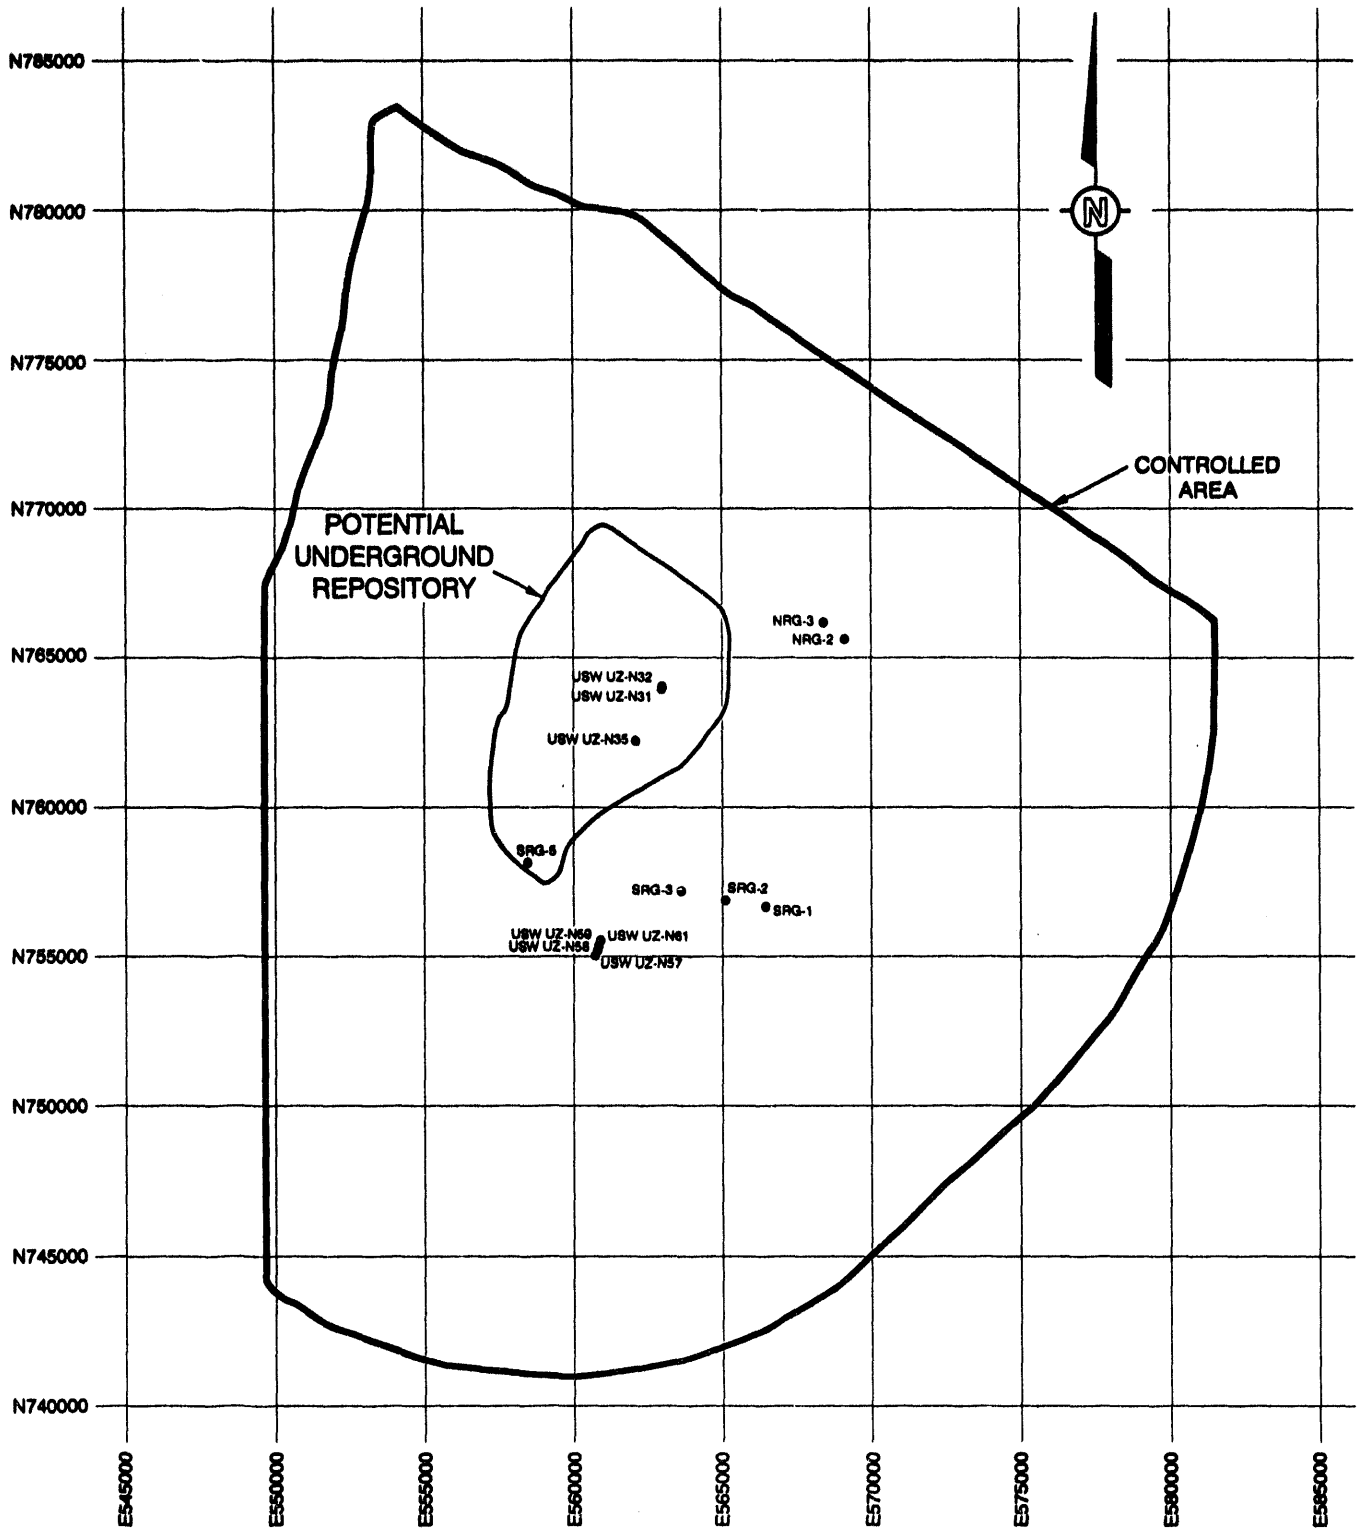 N785000
N780000
N
N775000
CONTROLLED
AREA
N770000
POTENTIAL
UNDERGROUND
REPOSITORY
NRG-3
NRG-2
N765000
USW UZ-N32
USW UZ-N31
USW UZ-N35
N760000
SRG-5
SRG-3
SRG-2
SRG-1
USW UZ-N59
USW UZ-N61
USW UZ-N58
N755000
USW UZ-N57
N750000
N745000
N740000
E545000
E550000
E555000
E560000
E565000
E570000
E575000
E580000
E585000